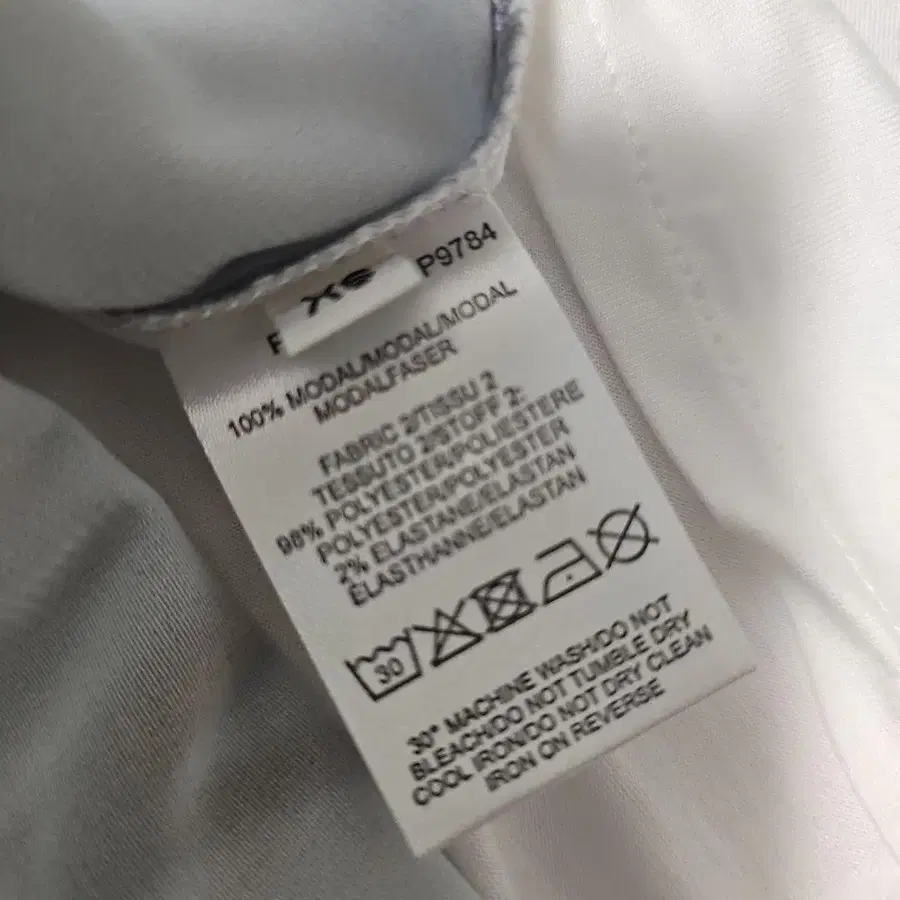 XS
P9784
F
100% MODAL/MODAL/MODAL
MODALFASER
FABRIC 2/TISSU 2
TESSUTO 2/STOFF 2:
98% POLYESTER/POLIESTERE
POLYESTER/POLYESTER
2% ELASTANE/ELASTAN
ELASTHANNE/ELASTAN
30
30° MACHINE WASH/DO NOT
BLEACH/DO NOT TUMBLE DRY
COOL IRON/DO NOT DRY CLEAN
IRON ON REVERSE